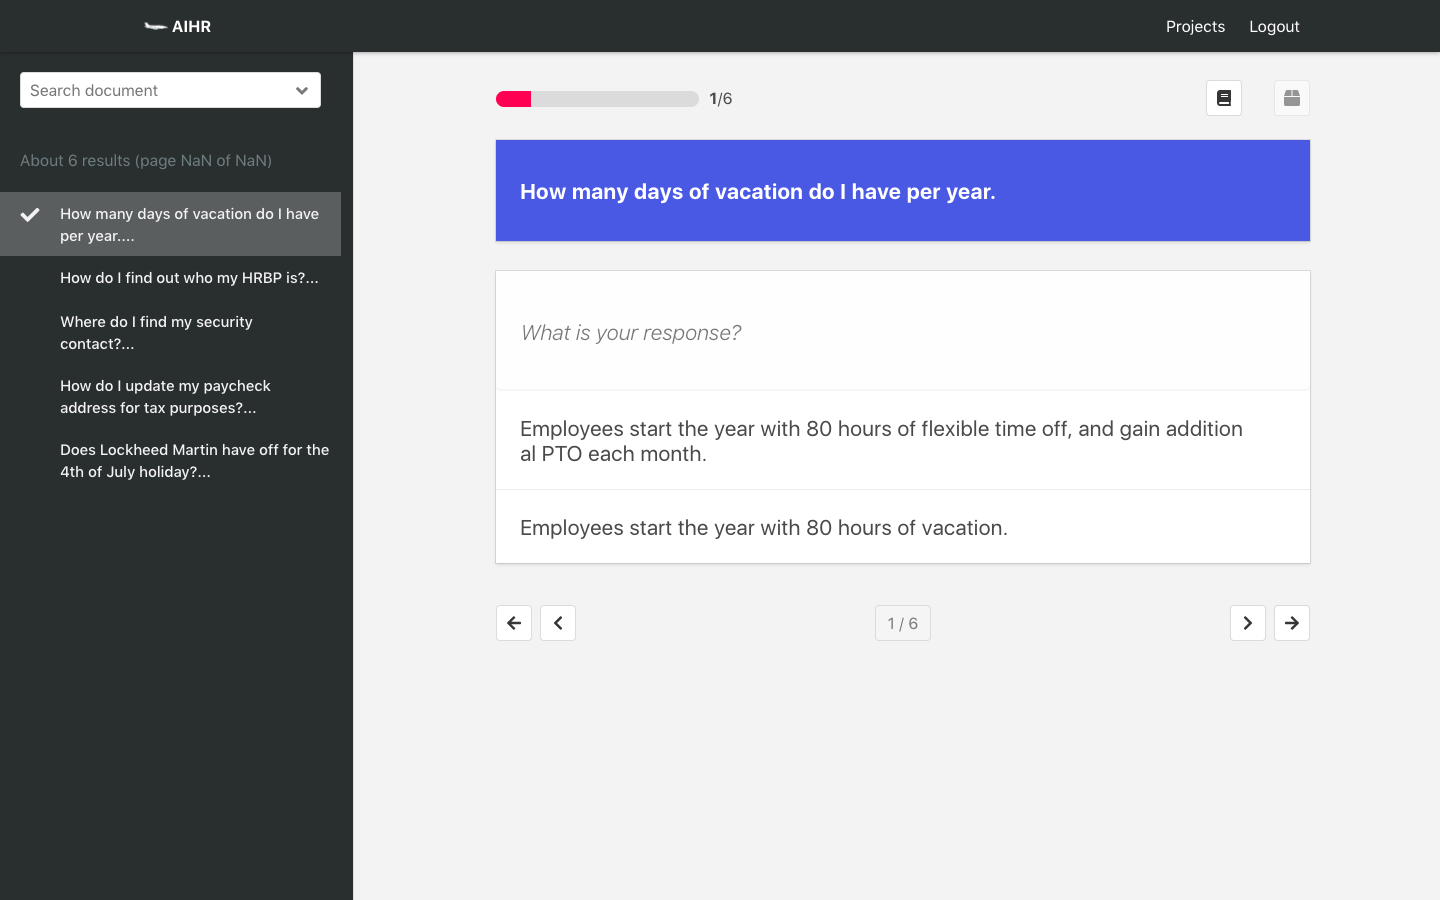 AIHR
Projects
Logout
Search document
About 6 results (page NaN of NaN)
How many days of vacation do I have
per year....
How do I find out who my HRBP is?...
Where do I find my security
contact?...
How do I update my paycheck
address for tax purposes?...
Does Lockheed Martin have off for the
4th of July holiday?...
1/6
How many days of vacation do I have per year.
What is your response?
Employees start the year with 80 hours of flexible time off, and gain addition
al PTO each month.
Employees start the year with 80 hours of vacation.
1 / 6